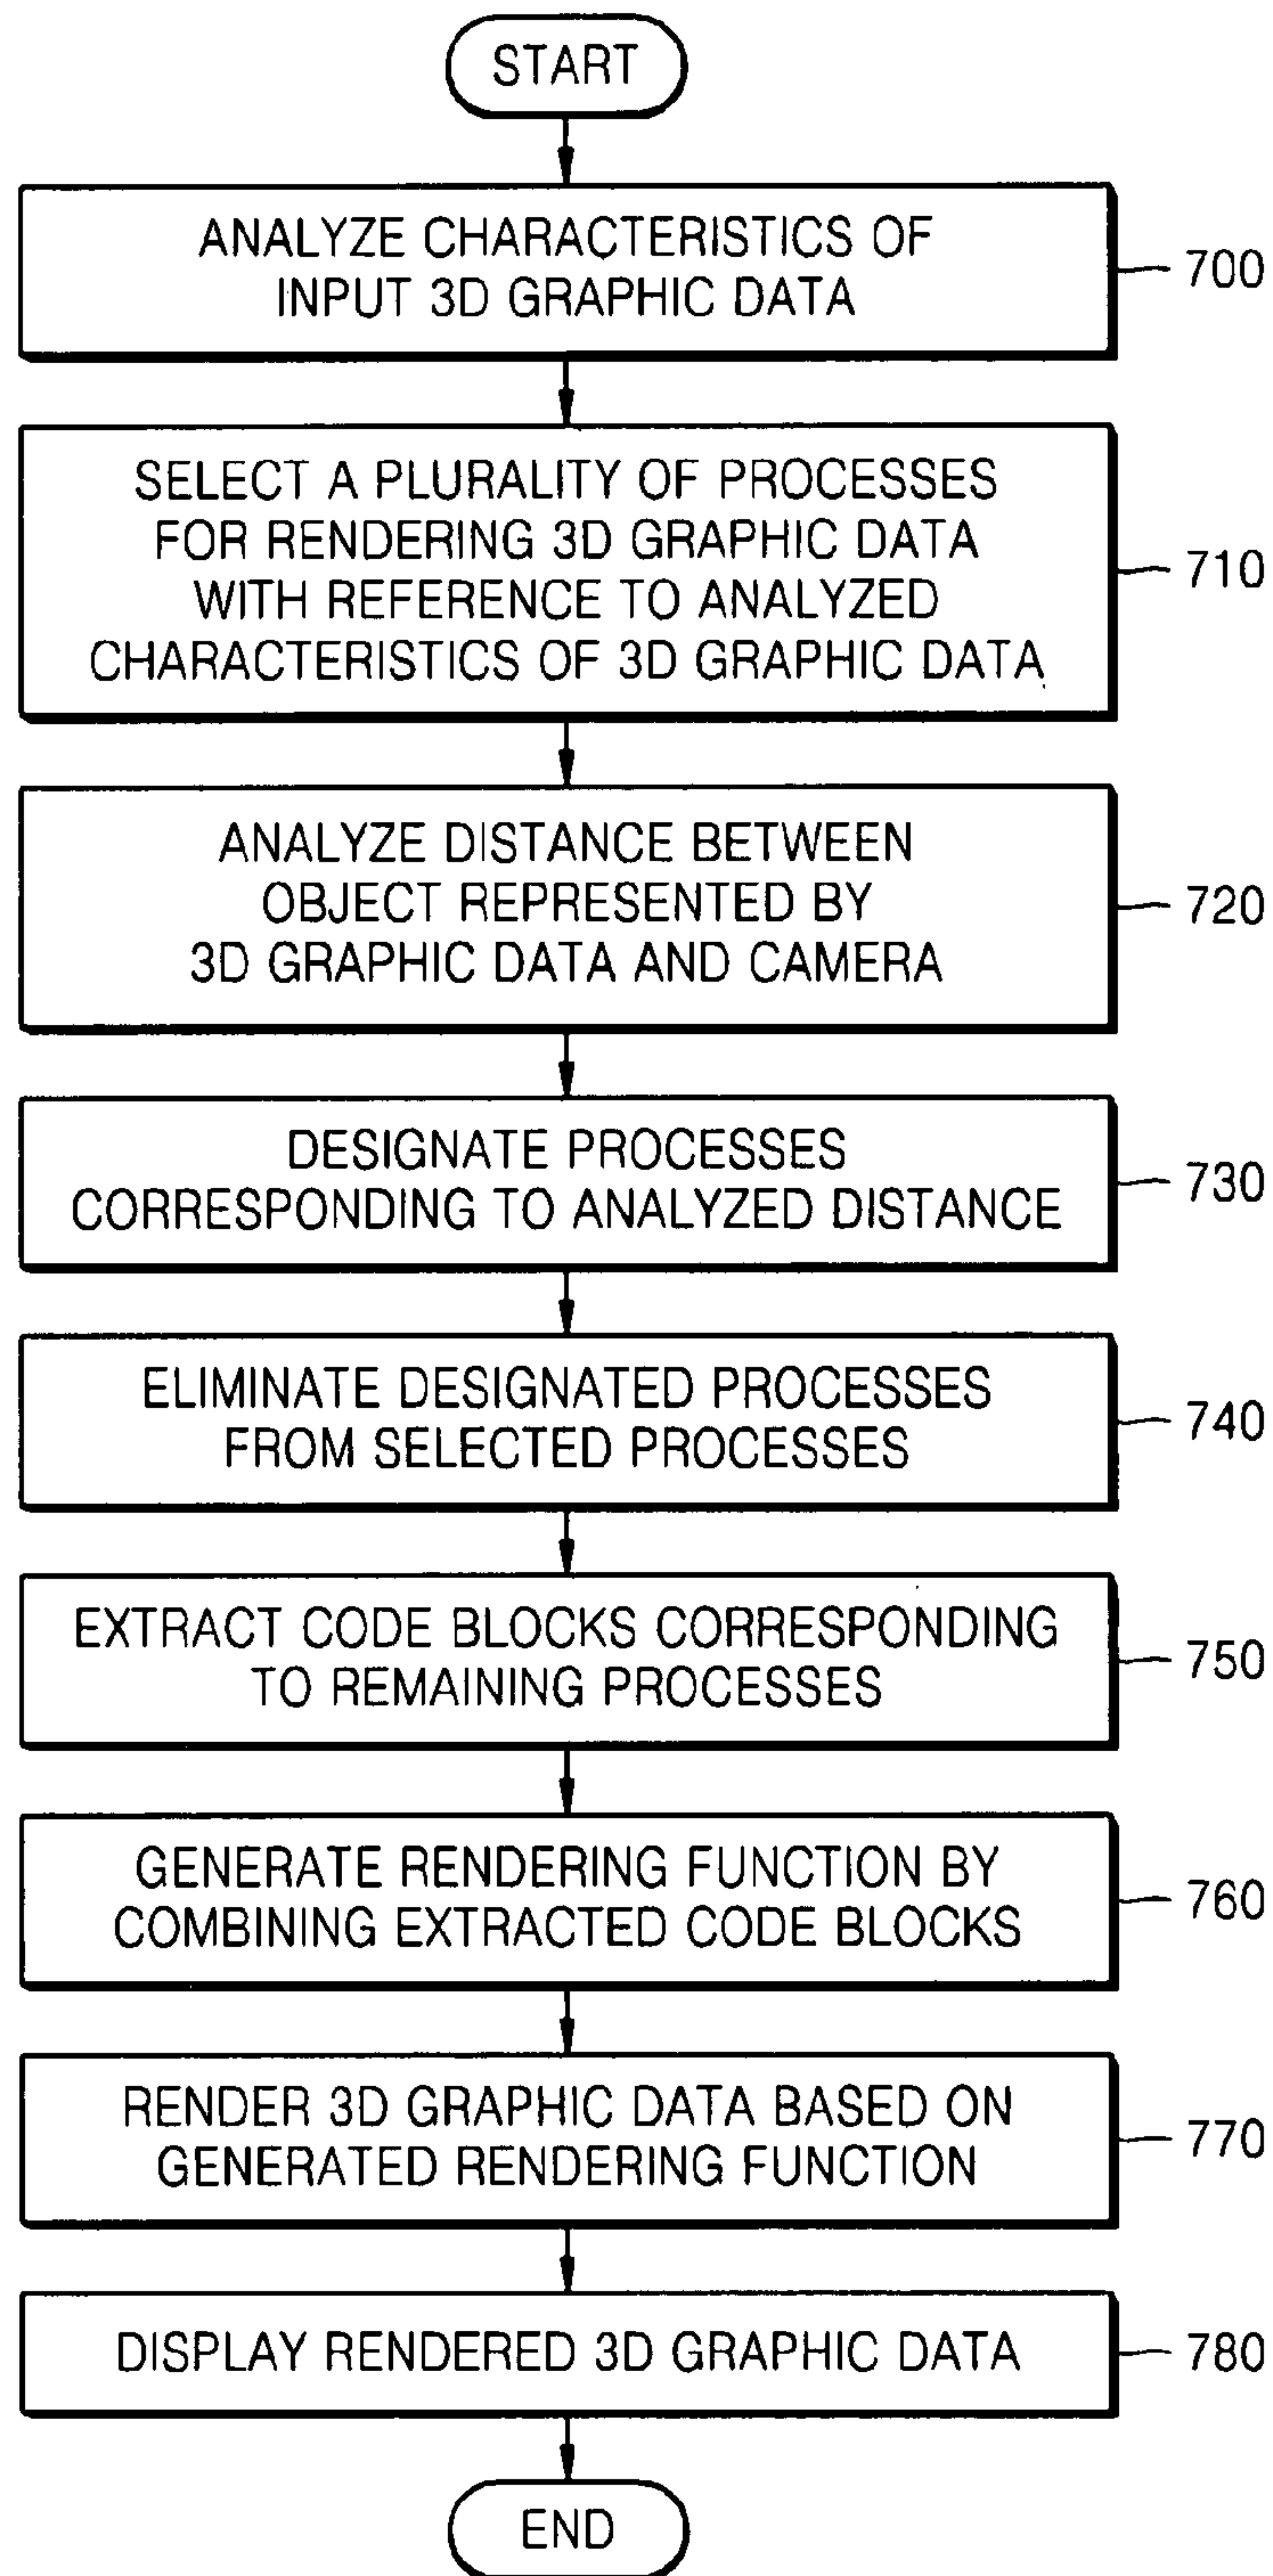 START
ANALYZE CHARACTERISTICS OF
INPUT 3D GRAPHIC DATA
700
SELECT A PLURALITY OF PROCESSES
FOR RENDERING 3D GRAPHIC DATA
WITH REFERENCE TO ANALYZED
CHARACTERISTICS OF 3D GRAPHIC DATA
710
ANALYZE DISTANCE BETWEEN
OBJECT REPRESENTED BY
3D GRAPHIC DATA AND CAMERA
720
DESIGNATE PROCESSES
CORRESPONDING TO ANALYZED DISTANCE
730
ELIMINATE DESIGNATED PROCESSES
FROM SELECTED PROCESSES
740
EXTRACT CODE BLOCKS CORRESPONDING
TO REMAINING PROCESSES
750
GENERATE RENDERING FUNCTION BY
COMBINING EXTRACTED CODE BLOCKS
760
RENDER 3D GRAPHIC DATA BASED ON
GENERATED RENDERING FUNCTION
770
DISPLAY RENDERED 3D GRAPHIC DATA
780
END